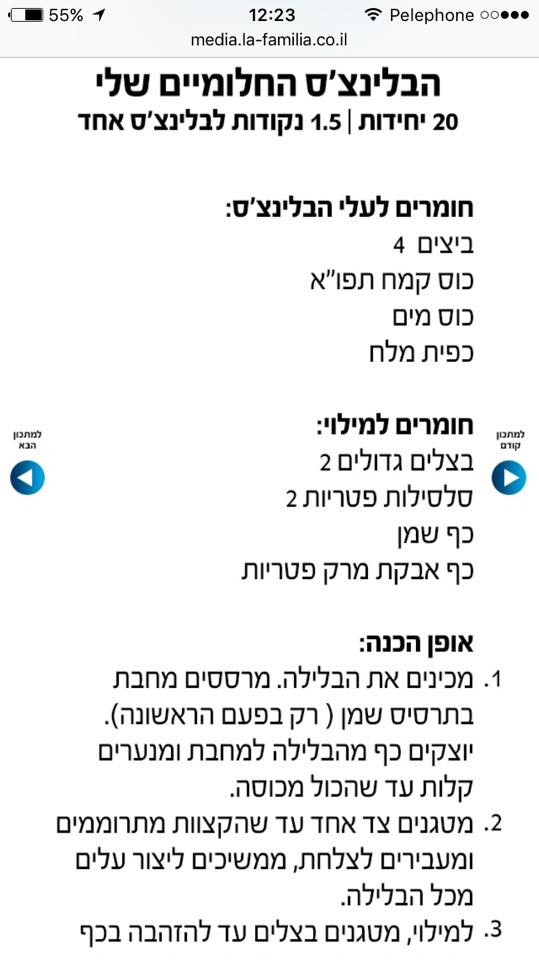 55% 12:23 Pelephone
media.la-familia.co.il
הבלינצ'ס החלומיים שלי
20 יחידות | 1.5 נקודות לבלינצ'ס אחד
חומרים לעלי הבלינצ'ס:
ביצים 4
כוס קמח תפו"א
כוס מים
כפית מלח
חומרים למילוי:
בצלים גדולים 2
סלסילות פטריות 2
כף שמן
כף אבקת מרק פטריות
למתכון
קודם
למתכון
הבא
אופן הכנה:
1. מכינים את הבלילה. מרססים מחבת
בתרסיס שמן ( רק בפעם הראשונה).
יוצקים כף מהבלילה למחבת ומנערים
קלות עד שהכול מכוסה.
2. מטגנים צד אחד עד שהקצוות מתרוממים
ומעבירים לצלחת, ממשיכים ליצור עלים
מכל הבלילה.
3. למילוי, מטגנים בצלים עד להזהבה בכף